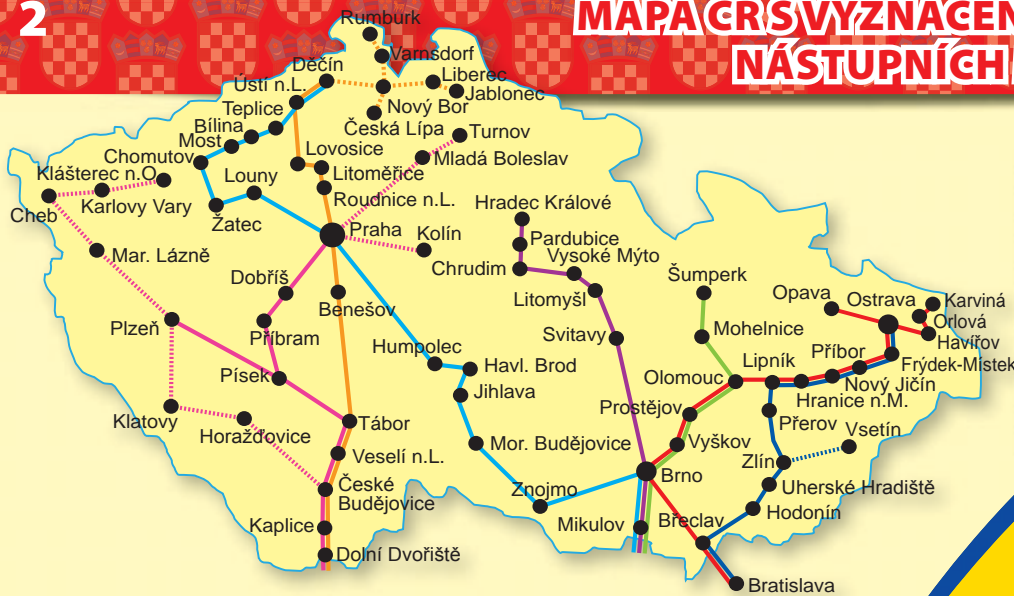 2
MAPA ČR S VYZNAČEN
NÁSTUPNÍCH
Rumburk
Varnsdorf
Děčín
Liberec
Ústí n.L.
Jablonec
Teplice
Nový Bor
Bílina
Česká Lípa
Turnov
Most
Lovosice
Chomutov
Mladá Boleslav
Klášterec n.O.
Louny
Litoměřice
Roudnice n.L.
Karlovy Vary
Hradec Králové
Cheb
Žatec
Praha
Kolín
Pardubice
Mar. Lázně
Chrudim
Vysoké Mýto
Šumperk
Dobříš
Litomyšl
Opava
Ostrava
Karviná
Benešov
Orlová
Plzeň
Příbram
Svitavy
Mohelnice
Havířov
Humpolec
Lipník
Příbor
Havl. Brod
Frýdek-Místek
Písek
Olomouc
Nový Jičín
Jihlava
Hranice n.M.
Klatovy
Prostějov
Přerov
Vsetín
Horažďovice
Tábor
Mor. Budějovice
Vyškov
Veselí n.L.
Zlín
Brno
České
Budějovice
Znojmo
Uherské Hradiště
Kaplice
Mikulov
Břeclav
Hodonín
Dolní Dvořiště
Bratislava